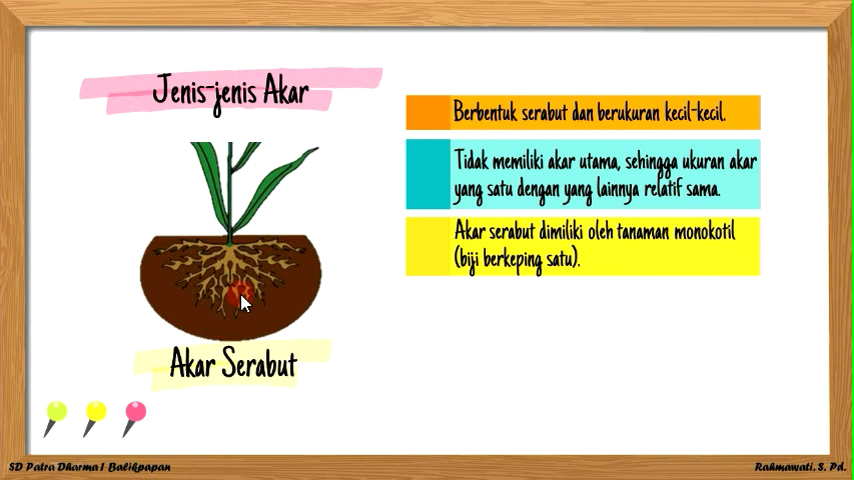 Jenis-jenis Akar
Berbentuk serabut dan berukuran kecil-kecil.
Tidak memiliki akar utama, sehingga ukuran akar
yang satu dengan yang lainnya relatif sama.
Akar serabut dimiliki oleh tanaman monokotil
(biji berkeping satu).
Akar Serabut
SD Patra Dharma 1 Balikpapan
Rahmawati, S. Pd.